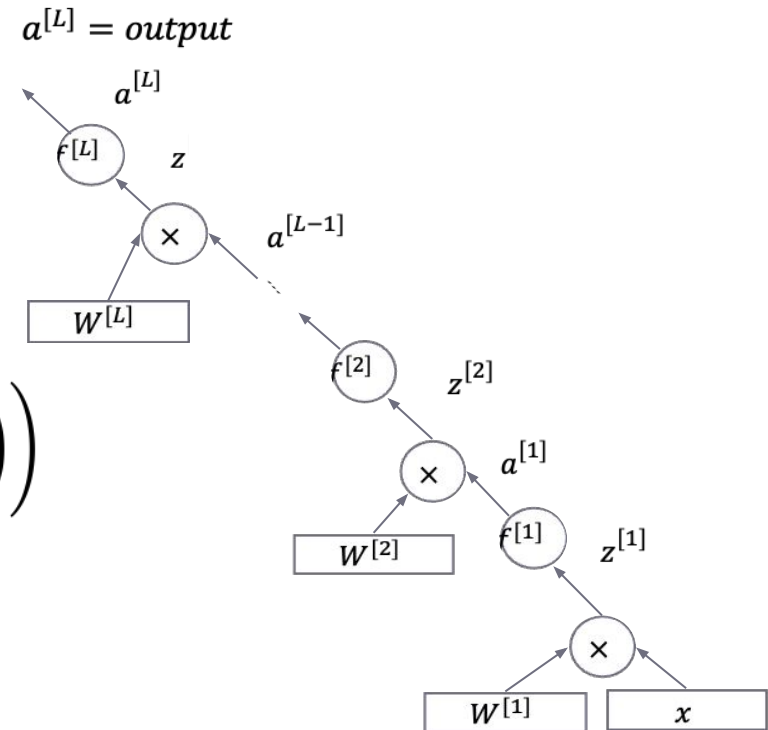 a^[L] = output
a^[L]
f^[L]
z
×
a^[L−1]
W^[L]
f^[2]
z^[2]
))
×
a^[1]
W^[2]
f^[1]
z^[1]
×
W^[1]
x